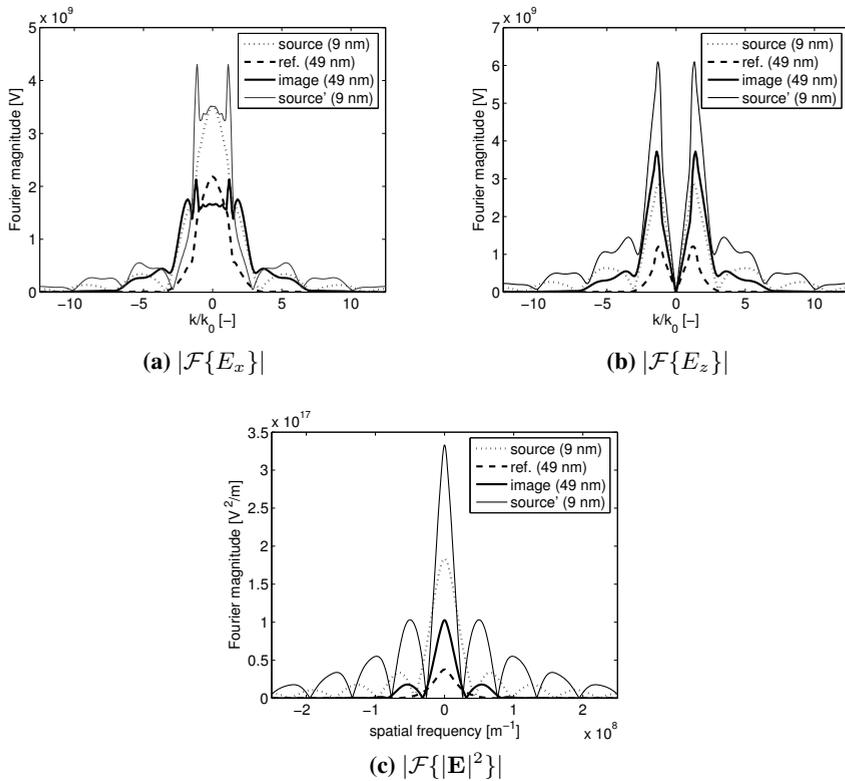 x 10^9
5
4
3
2
1
0
Fourier magnitude [V]
source (9 nm)
ref. (49 nm)
image (49 nm)
source' (9 nm)
−10 −5 0 5 10
k/k_0 [−]
(a) |F{E_x}|
x 10^9
7
6
5
4
3
2
1
0
Fourier magnitude [V]
source (9 nm)
ref. (49 nm)
image (49 nm)
source' (9 nm)
−10 −5 0 5 10
k/k_0 [−]
(b) |F{E_z}|
x 10^17
3.5
3
2.5
2
1.5
1
0.5
0
Fourier magnitude [V^2/m]
source (9 nm)
ref. (49 nm)
image (49 nm)
source' (9 nm)
−2 −1 0 1 2
spatial frequency [m^−1]
x 10^8
(c) |F{|E|^2}|